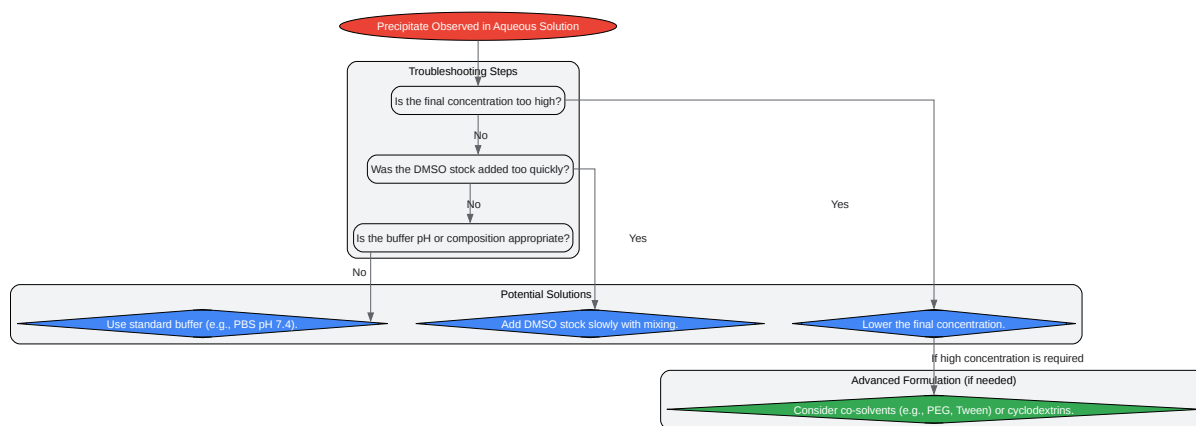 Precipitate Observed in Aqueous Solution
Troubleshooting Steps
Is the final concentration too high?
No
Was the DMSO stock added too quickly?
No
Yes
Is the buffer pH or composition appropriate?
Yes
No
Potential Solutions
Use standard buffer (e.g., PBS pH 7.4).
Add DMSO stock slowly with mixing.
Lower the final concentration.
If high concentration is required
Advanced Formulation (if needed)
Consider co-solvents (e.g., PEG, Tween) or cyclodextrins.